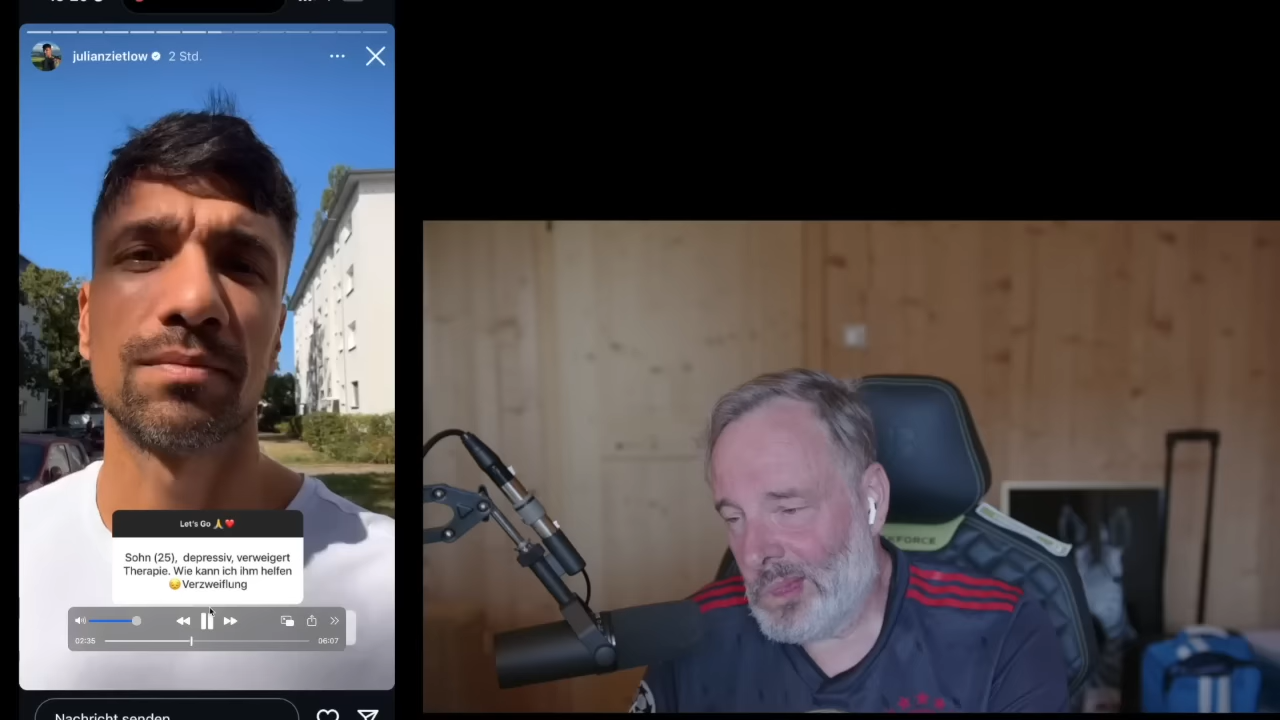 julianzietlow 2 Std.
Let's Go 🙏❤️
Sohn (25), depressiv, verweigert
Therapie. Wie kann ich ihm helfen
😔Verzweiflung
02:35 06:07
Nachricht senden